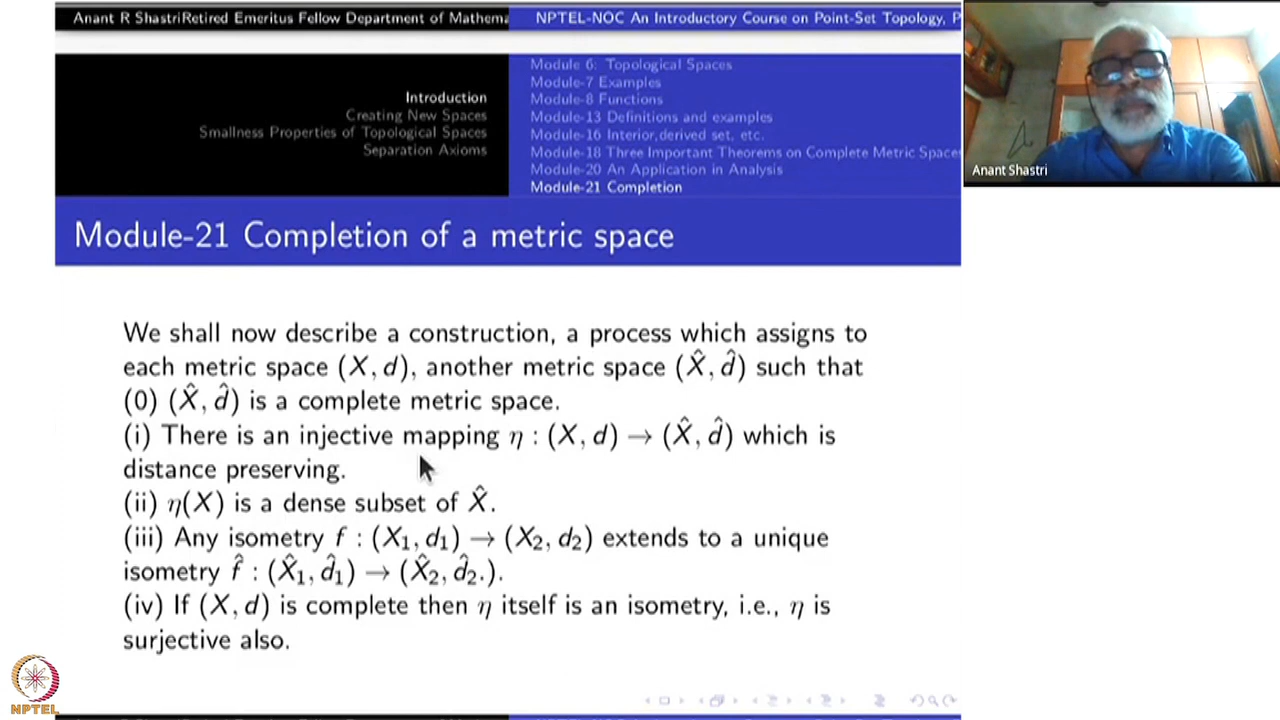 Anant R ShastriRetired Emeritus Fellow Department of Mathema
NPTEL-NOC An Introductory Course on Point-Set Topology, P
Introduction
Creating New Spaces
Smallness Properties of Topological Spaces
Separation Axioms
Module 6: Topological Spaces
Module-7 Examples
Module-8 Functions
Module-13 Definitions and examples
Module-16 Interior,derived set, etc.
Module-18 Three Important Theorems on Complete Metric Space
Module-20 An Application in Analysis
Module-21 Completion
Anant Shastri
Module-21 Completion of a metric space
We shall now describe a construction, a process which assigns to
each metric space (X, d), another metric space (X̂, d̂) such that
(0) (X̂, d̂) is a complete metric space.
(i) There is an injective mapping η : (X, d) → (X̂, d̂) which is
distance preserving.
(ii) η(X) is a dense subset of X̂.
(iii) Any isometry f : (X₁, d₁) → (X₂, d₂) extends to a unique
isometry f̂ : (X̂₁, d̂₁) → (X̂₂, d̂₂.).
(iv) If (X, d) is complete then η itself is an isometry, i.e., η is
surjective also.
NPTEL